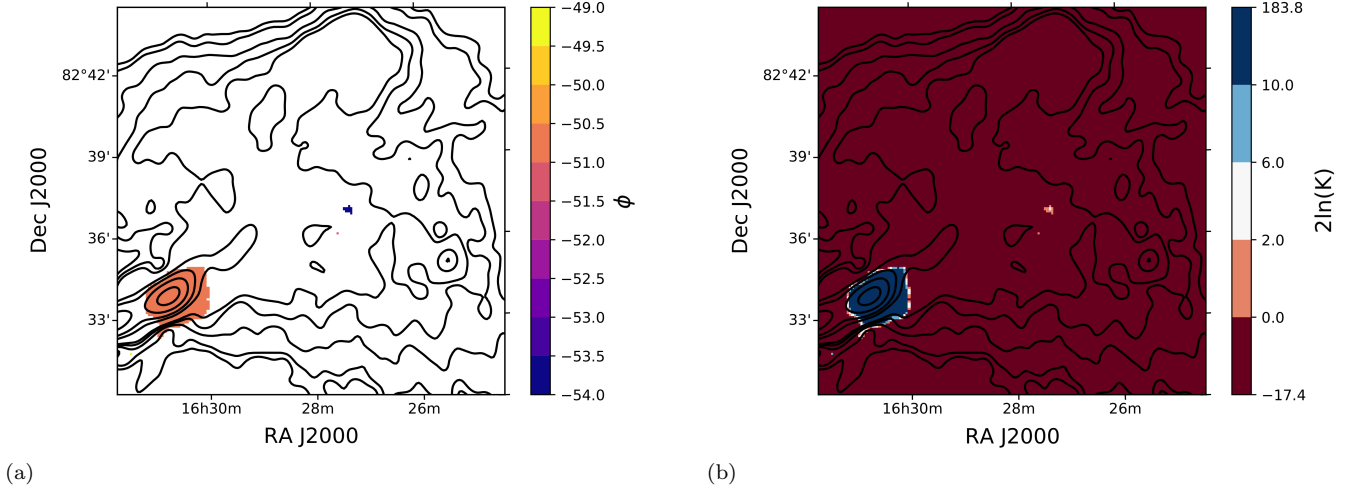 82°42'
39'
36'
33'
Dec J2000
16h30m
28m
26m
RA J2000
−49.0
−49.5
−50.0
−50.5
−51.0
−51.5
−52.0
−52.5
−53.0
−53.5
−54.0
ϕ
(a)
82°42'
39'
36'
33'
Dec J2000
16h30m
28m
26m
RA J2000
183.8
10.0
6.0
2.0
0.0
−17.4
2ln(K)
(b)